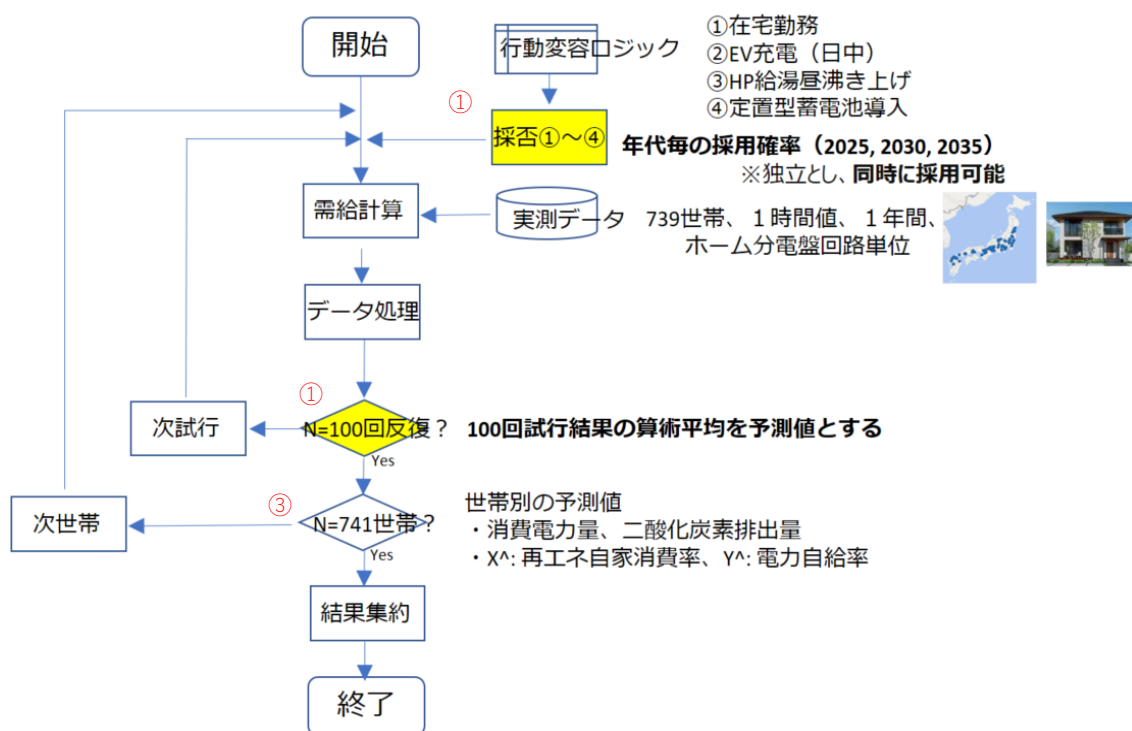 開始
行動変容ロジック
①在宅勤務
②EV充電（日中）
③HP給湯昼沸き上げ
④定置型蓄電池導入
①
採否①～④
年代毎の採用確率（2025, 2030, 2035）
※独立とし、同時に採用可能
需給計算
実測データ
739世帯、１時間値、１年間、
ホーム分電盤回路単位
データ処理
①
次試行
N=100回反復？
100回試行結果の算術平均を予測値とする
Yes
③
次世帯
N=741世帯？
世帯別の予測値
・消費電力量、二酸化炭素排出量
・X^: 再エネ自家消費率、Y^: 電力自給率
Yes
結果集約
終了